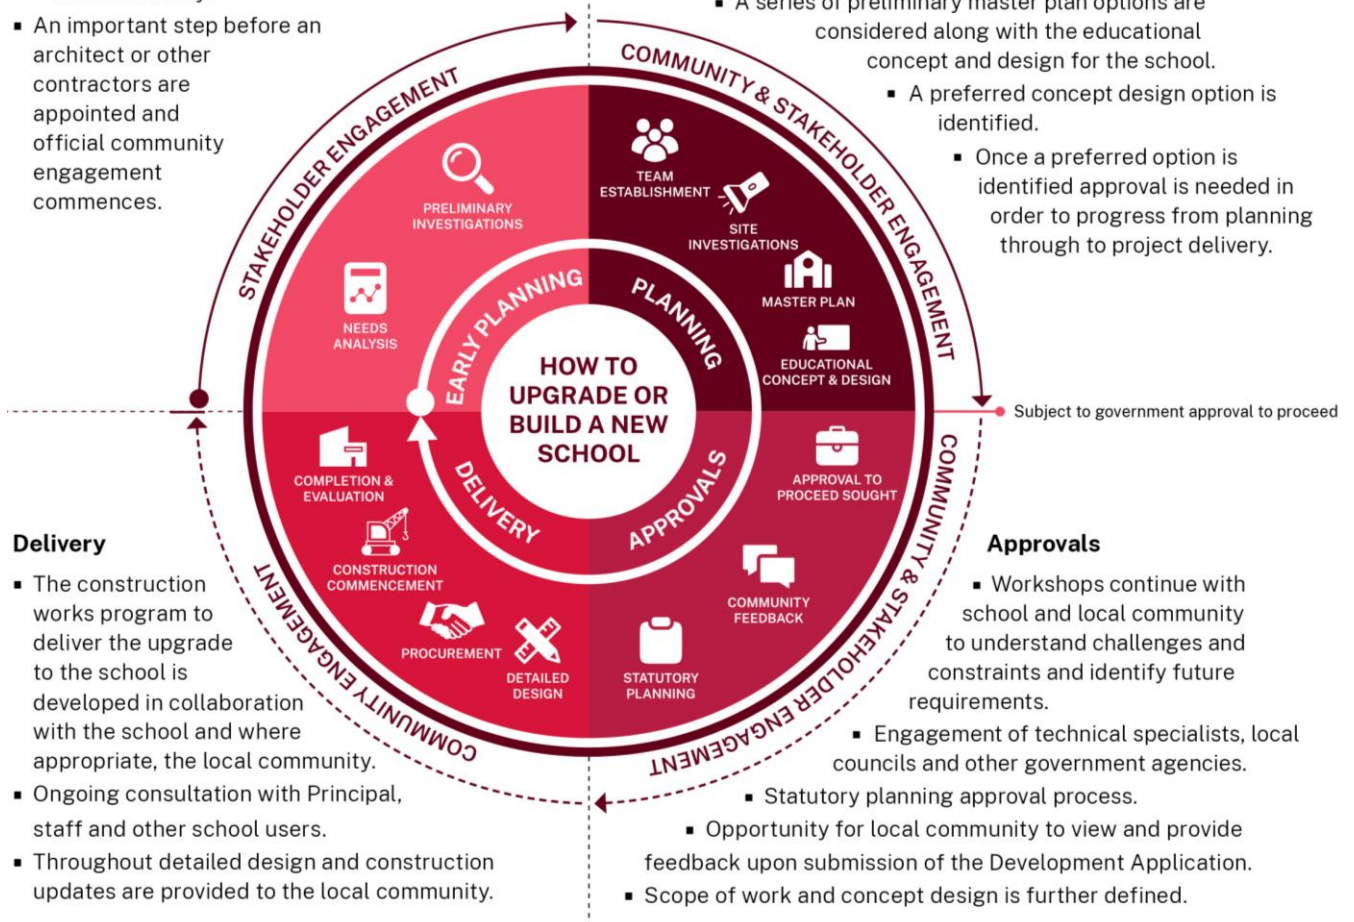 ▪ An important step before an
architect or other
contractors are
appointed and
official community
engagement
commences.
▪ A series of preliminary master plan options are
considered along with the educational
concept and design for the school.
▪ A preferred concept design option is
identified.
▪ Once a preferred option is
identified approval is needed in
order to progress from planning
through to project delivery.
STAKEHOLDER ENGAGEMENT
COMMUNITY & STAKEHOLDER ENGAGEMENT
PRELIMINARY
INVESTIGATIONS
NEEDS
ANALYSIS
EARLY PLANNING
TEAM
ESTABLISHMENT
SITE
INVESTIGATIONS
MASTER PLAN
EDUCATIONAL
CONCEPT & DESIGN
PLANNING
HOW TO
UPGRADE OR
BUILD A NEW
SCHOOL
Subject to government approval to proceed
APPROVAL TO
PROCEED SOUGHT
COMMUNITY
FEEDBACK
STATUTORY
PLANNING
APPROVALS
COMMUNITY & STAKEHOLDER ENGAGEMENT
DELIVERY
DETAILED
DESIGN
PROCUREMENT
CONSTRUCTION
COMMENCEMENT
COMPLETION &
EVALUATION
COMMUNITY ENGAGEMENT
Delivery
▪ The construction
works program to
deliver the upgrade
to the school is
developed in collaboration
with the school and where
appropriate, the local community.
▪ Ongoing consultation with Principal,
staff and other school users.
▪ Throughout detailed design and construction
updates are provided to the local community.
Approvals
▪ Workshops continue with
school and local community
to understand challenges and
constraints and identify future
requirements.
▪ Engagement of technical specialists, local
councils and other government agencies.
▪ Statutory planning approval process.
▪ Opportunity for local community to view and provide
feedback upon submission of the Development Application.
▪ Scope of work and concept design is further defined.